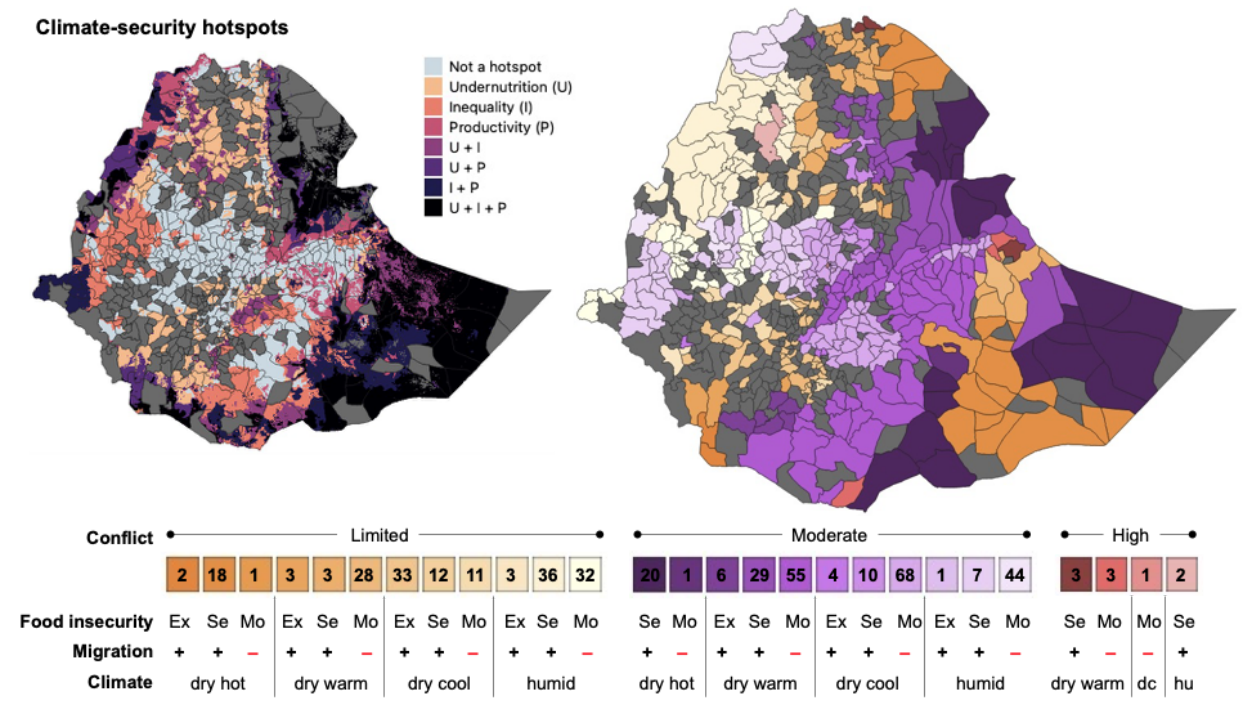 Climate-security hotspots
Not a hotspot
Undernutrition (U)
Inequality (I)
Productivity (P)
U + I
U + P
I + P
U + I + P
Conflict Limited Moderate High
2 18 1 3 3 28 33 12 11 3 36 32 20 1 6 29 55 4 10 68 1 7 44 3 3 1 2
Food insecurity Ex Se Mo Ex Se Mo Ex Se Mo Ex Se Mo Se Mo Ex Se Mo Ex Se Mo Ex Se Mo Se Mo Mo Se
Migration + + – + + – + + – + + – + – + + – + + – + + – + – – +
Climate dry hot dry warm dry cool humid dry hot dry warm dry cool humid dry warm dc hu